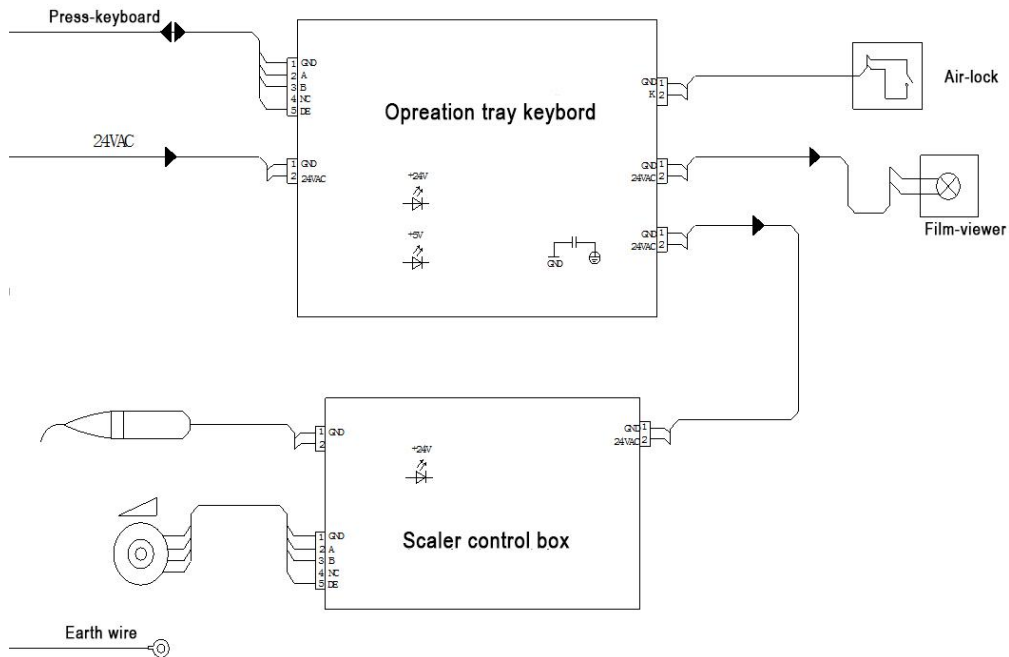 Press-keyboard
1 GND
2 A
3 B
4 NC
5 DE
Opreation tray keybord
GND 1
K 2
Air-lock
24VAC
1 GND
2 24VAC
+24V
GND 1
24VAC 2
Film-viewer
+5V
GND
GND 1
24VAC 2
1 GND
2
+24V
GND 1
24VAC 2
Scaler control box
1 GND
2 A
3 B
4 NC
5 DE
Earth wire